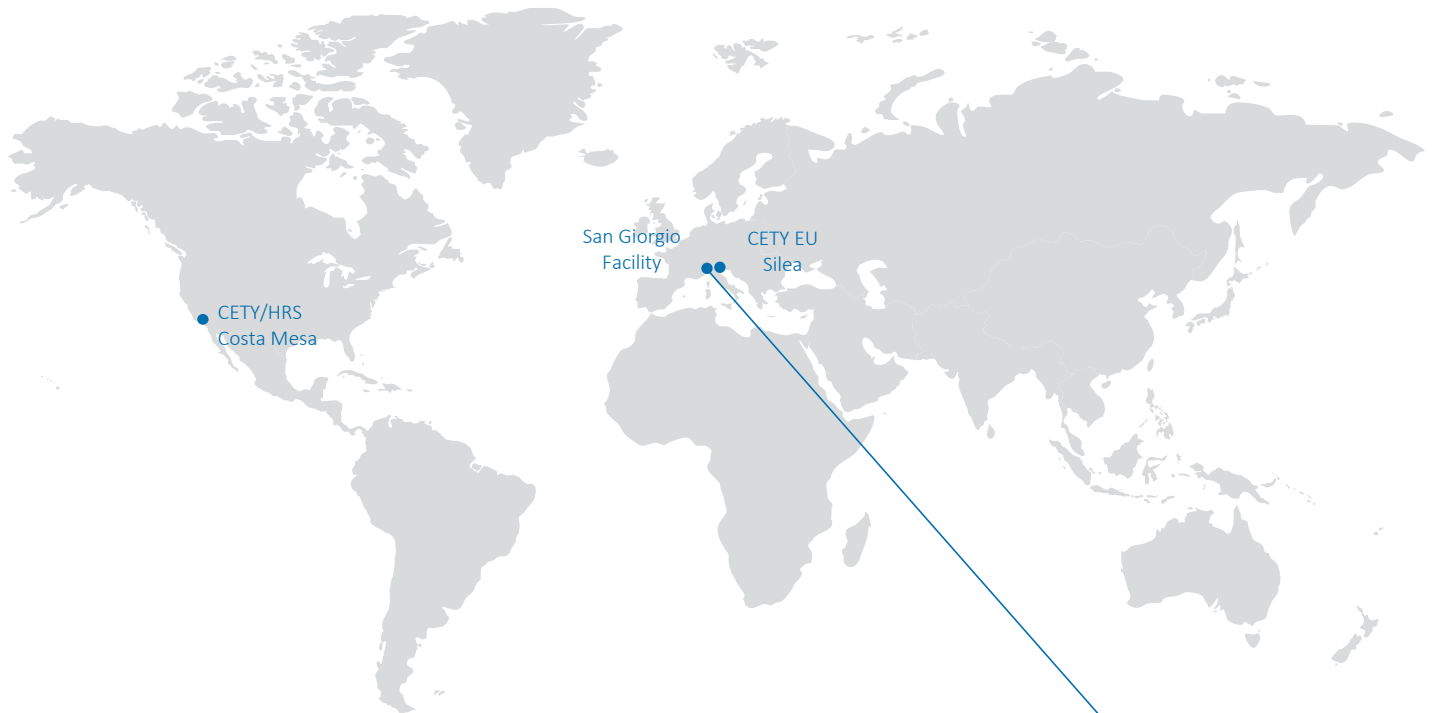 San Giorgio
Facility
CETY EU
Silea
CETY/HRS
Costa Mesa